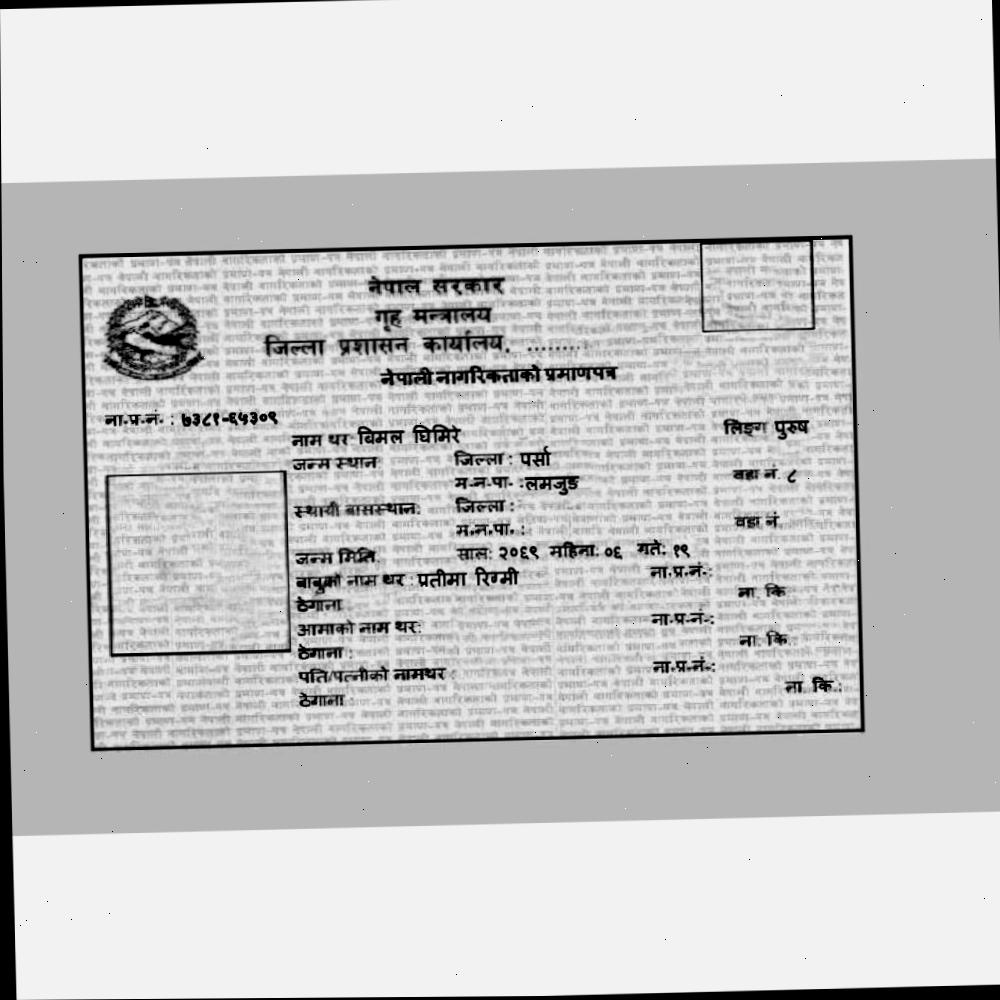 नेपाल सरकार
गृह मन्त्रालय
जिल्ला प्रशासन कार्यालय, .........
नेपाली नागरिकताको प्रमाणपत्र
ना.प्र.नं. : ७३८१-६५३०९
लिङ्ग पुरुष
नाम थर बिमल घिमिरे
जन्म स्थान जिल्ला : पर्सा
म.न.पा. : लमजुङ वडा नं. ८
स्थायी बासस्थान: जिल्ला :
म.न.पा. : वडा नं.
जन्म मिति. साल: २०६९ महिना: ०६ गते: १९
बाबुको नाम थर : प्रतीमा रिग्मी ना.प्र.नं.:
ठेगाना ना. कि
आमाको नाम थर: ना.प्र.नं.:
ठेगाना : ना. कि.
पति/पत्नीको नामथर : ना.प्र.नं.:
ठेगाना : ना. कि.: